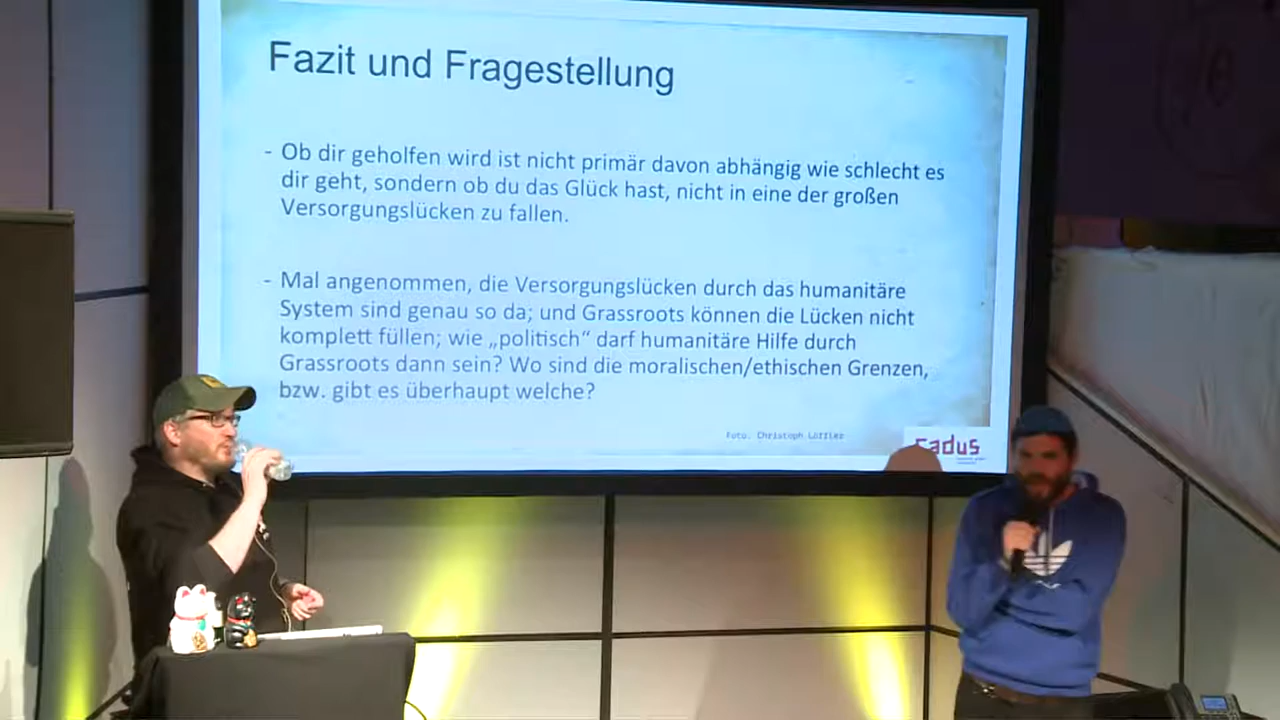 Fazit und Fragestellung
- Ob dir geholfen wird ist nicht primär davon abhängig wie schlecht es
dir geht, sondern ob du das Glück hast, nicht in eine der großen
Versorgungslücken zu fallen.
- Mal angenommen, die Versorgungslücken durch das humanitäre
System sind genau so da; und Grassroots können die Lücken nicht
komplett füllen; wie „politisch“ darf humanitäre Hilfe durch
Grassroots dann sein? Wo sind die moralischen/ethischen Grenzen,
bzw. gibt es überhaupt welche?
Foto: Christoph Löffler
cadus